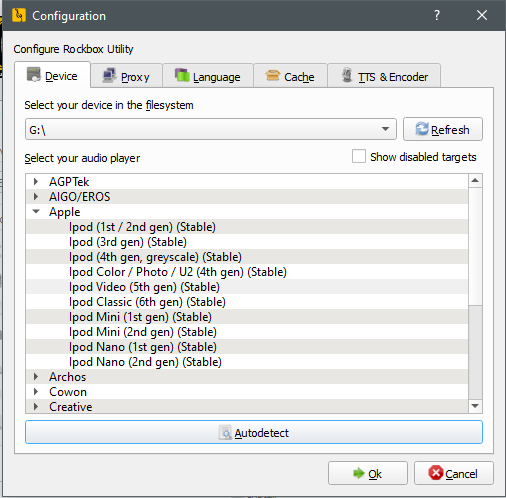 Configuration
?
Configure Rockbox Utility
Device Proxy Language Cache TTS & Encoder
Select your device in the filesystem
G:\ Refresh
Select your audio player Show disabled targets
AGPTek
AIGO/EROS
Apple
Ipod (1st / 2nd gen) (Stable)
Ipod (3rd gen) (Stable)
Ipod (4th gen, greyscale) (Stable)
Ipod Color / Photo / U2 (4th gen) (Stable)
Ipod Video (5th gen) (Stable)
Ipod Classic (6th gen) (Stable)
Ipod Mini (1st gen) (Stable)
Ipod Mini (2nd gen) (Stable)
Ipod Nano (1st gen) (Stable)
Ipod Nano (2nd gen) (Stable)
Archos
Cowon
Creative
Autodetect
Ok Cancel